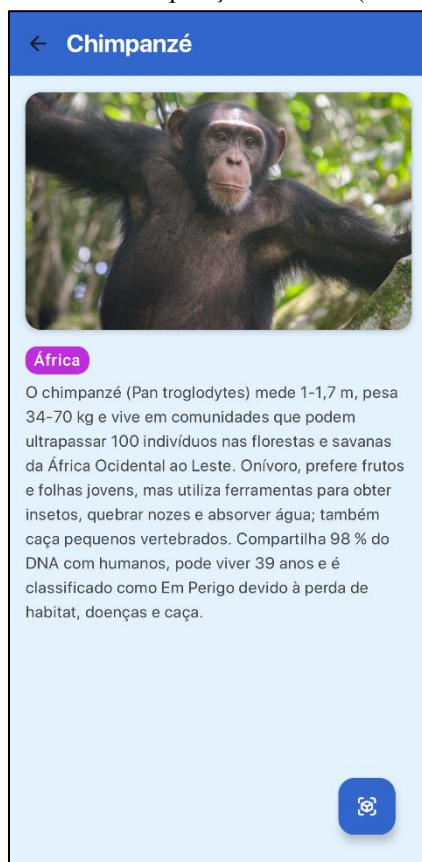 Chimpanzé
África
O chimpanzé (Pan troglodytes) mede 1-1,7 m, pesa
34-70 kg e vive em comunidades que podem
ultrapassar 100 indivíduos nas florestas e savanas
da África Ocidental ao Leste. Onívoro, prefere frutos
e folhas jovens, mas utiliza ferramentas para obter
insetos, quebrar nozes e absorver água; também
caça pequenos vertebrados. Compartilha 98 % do
DNA com humanos, pode viver 39 anos e é
classificado como Em Perigo devido à perda de
habitat, doenças e caça.